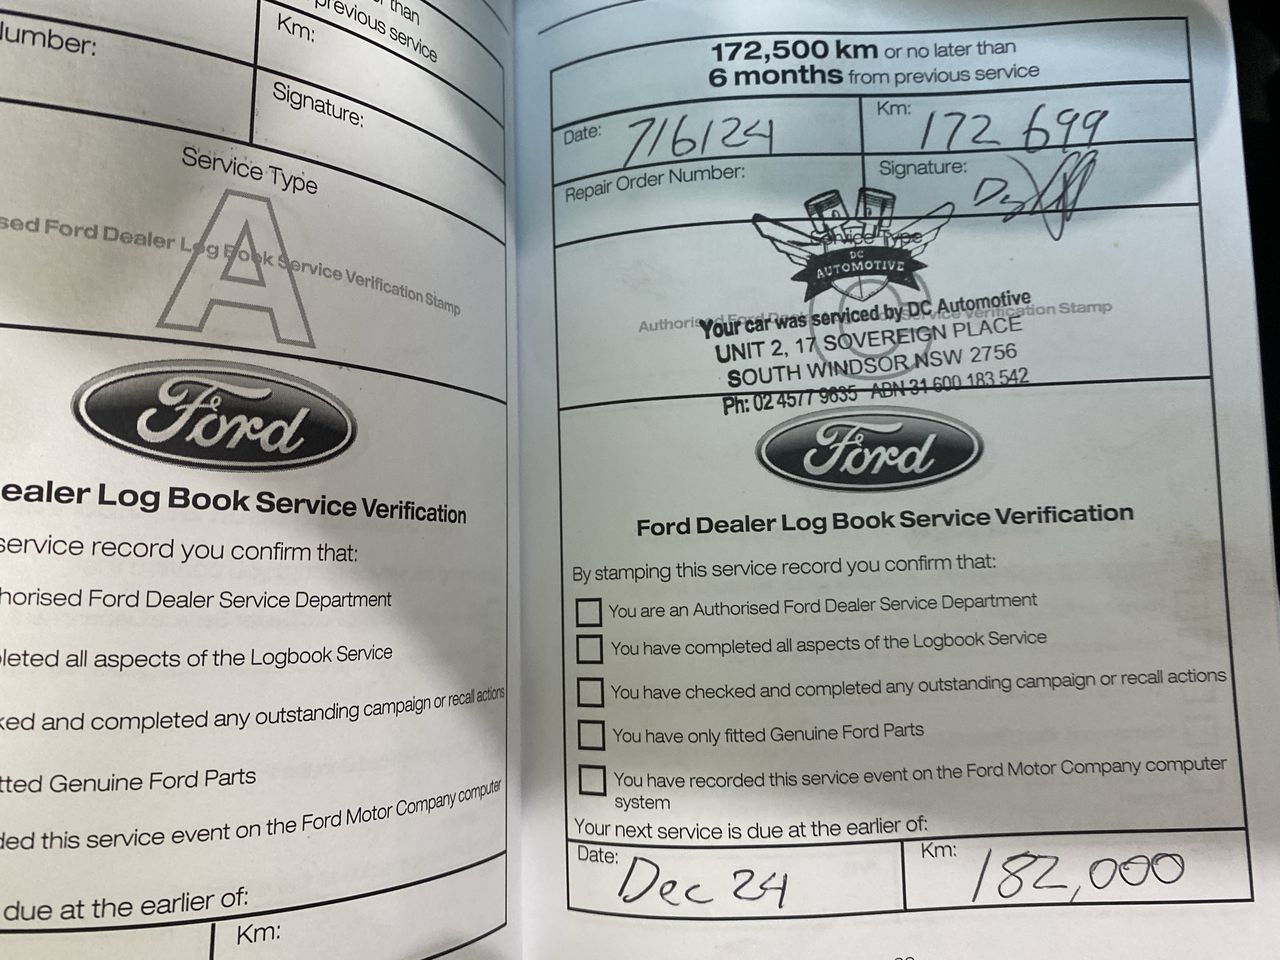 than
previous service
Number:
Km:
Signature:
Service Type
A
sed Ford Dealer Log Book Service Verification Stamp
Ford
ealer Log Book Service Verification
service record you confirm that:
horised Ford Dealer Service Department
leted all aspects of the Logbook Service
ked and completed any outstanding campaign or recall actions
tted Genuine Ford Parts
ded this service event on the Ford Motor Company computer
due at the earlier of:
Km:
172,500 km or no later than
6 months from previous service
Date: 7/6/24
Km: 172 699
Repair Order Number:
Signature:
Service Type
DC
AUTOMOTIVE
Authorised Ford Dealer Log Book Service Verification Stamp
Your car was serviced by DC Automotive
UNIT 2, 17 SOVEREIGN PLACE
SOUTH WINDSOR NSW 2756
Ph: 02 4577 9635 ABN 31 600 183 542
Ford
Ford Dealer Log Book Service Verification
By stamping this service record you confirm that:
You are an Authorised Ford Dealer Service Department
You have completed all aspects of the Logbook Service
You have checked and completed any outstanding campaign or recall actions
You have only fitted Genuine Ford Parts
You have recorded this service event on the Ford Motor Company computer
system
Your next service is due at the earlier of:
Date: Dec 24
Km: 182,000